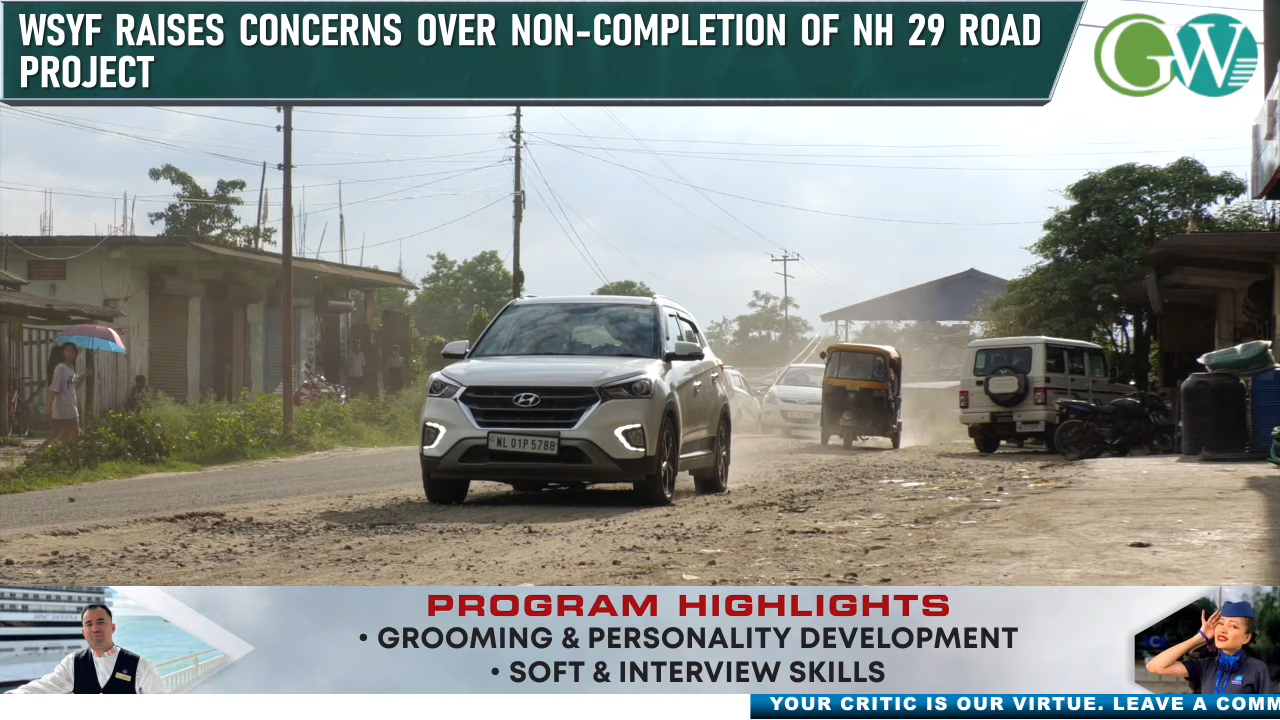 WSYF RAISES CONCERNS OVER NON-COMPLETION OF NH 29 ROAD
PROJECT
GW
NL 01P 5788
PROGRAM HIGHLIGHTS
• GROOMING & PERSONALITY DEVELOPMENT
• SOFT & INTERVIEW SKILLS
YOUR CRITIC IS OUR VIRTUE. LEAVE A COMM